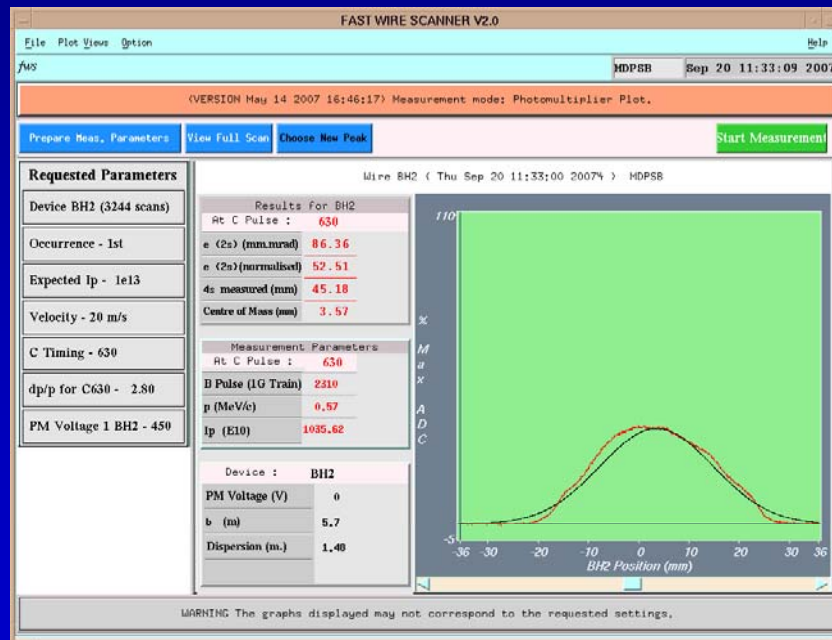 FAST WIRE SCANNER V2.0
File Plot Views Option Help
fws MDPSB Sep 20 11:33:09 2007
(VERSION May 14 2007 16:46:17) Measurement mode: Photomultiplier Plot.
Prepare Meas. Parameters View Full Scan Choose New Peak Start Measurement
Requested Parameters
Device BH2 (3244 scans)
Occurrence - 1st
Expected Ip - 1e13
Velocity - 20 m/s
C Timing - 630
dp/p for C630 - 2.80
PM Voltage 1 BH2 - 450
Wire BH2 ( Thu Sep 20 11:33:00 2007⁴ ) MDPSB
Results for BH2
At C Pulse : 630
e (2s) (mm.mrad) 86.36
e (2s)(normalised) 52.51
4s measured (mm) 45.18
Centre of Mass (mm) 3.57
Measurement Parameters
At C Pulse : 630
B Pulse (1G Train) 2310
p (MeV/c) 0.57
Ip (E10) 1035.62
Device : BH2
PM Voltage (V) 0
b (m) 5.7
Dispersion (m.) 1.48
110
% Max ADC
-5
-36 -30 -20 -10 0 10 20 30 36
BH2 Position (mm)
WARNING The graphs displayed may not correspond to the requested settings.